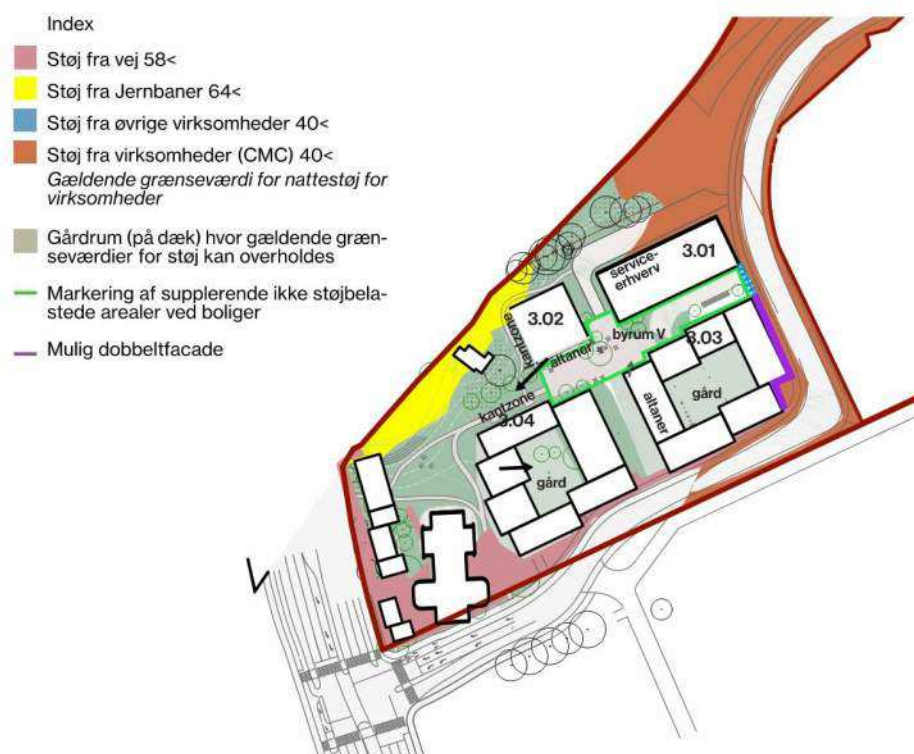 Index
Støj fra vej 58<
Støj fra Jernbaner 64<
Støj fra øvrige virksomheder 40<
Støj fra virksomheder (CMC) 40<
Gældende grænseværdi for nattestøj for
virksomheder
Gårdrum (på dæk) hvor gældende græn-
seværdier for støj kan overholdes
Markering af supplerende ikke støjbela-
stede arealer ved boliger
Mulig dobbeltfacade
3.01
service-
erhverv
3.02
kantzone
altaner
byrum V
3.03
gård
altaner
kantzone
3.04
gård